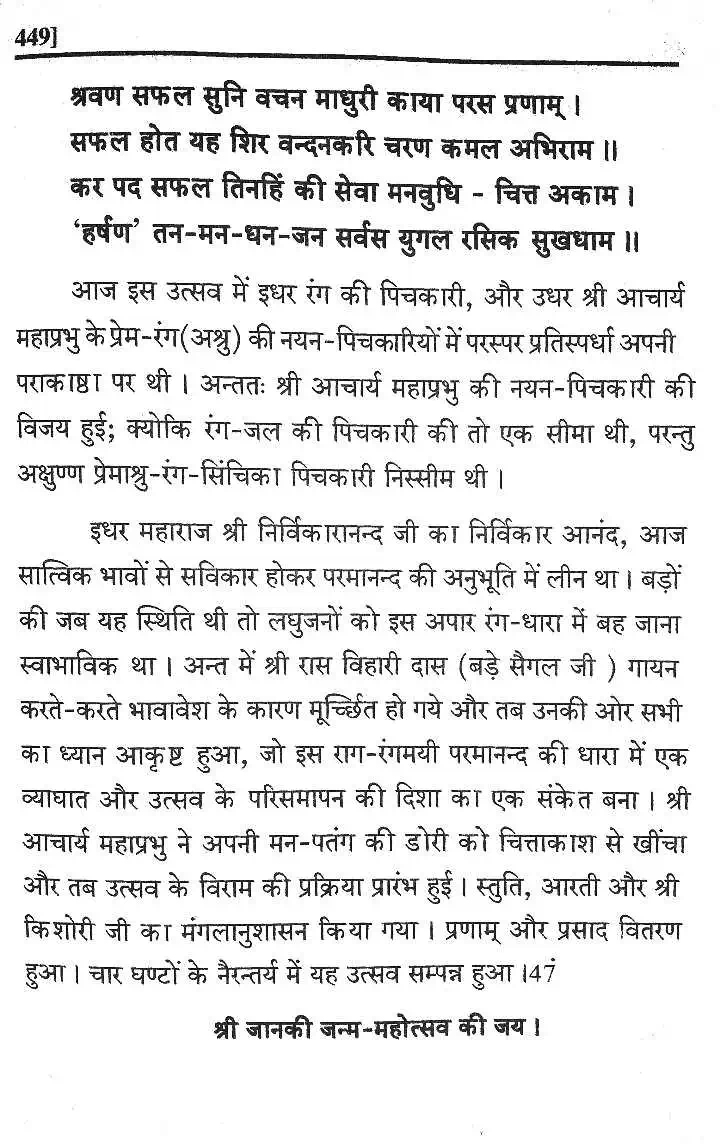 449]
श्रवण सफल सुनि वचन माधुरी काया परस प्रणाम् ।
सफल होत यह शिर वन्दनकरि चरण कमल अभिराम ।।
कर पद सफल तिनहिं की सेवा मनवुधि - चित्त अकाम ।
‘हर्षण’ तन-मन-धन-जन सर्वस युगल रसिक सुखधाम ।।
आज इस उत्सव में इधर रंग की पिचकारी, और उधर श्री आचार्य
महाप्रभु के प्रेम-रंग(अश्रु) की नयन-पिचकारियों में परस्पर प्रतिस्पर्धा अपनी
पराकाष्ठा पर थी । अन्ततः श्री आचार्य महाप्रभु की नयन-पिचकारी की
विजय हुई; क्योकि रंग-जल की पिचकारी की तो एक सीमा थी, परन्तु
अक्षुण्ण प्रेमाश्रु-रंग-सिंचिका पिचकारी निस्सीम थी ।
इधर महाराज श्री निर्विकारानन्द जी का निर्विकार आनंद, आज
सात्विक भावों से सविकार होकर परमानन्द की अनुभूति में लीन था । बड़ों
की जब यह स्थिति थी तो लघुजनों को इस अपार रंग-धारा में बह जाना
स्वाभाविक था । अन्त में श्री रास विहारी दास (बड़े सैगल जी ) गायन
करते-करते भावावेश के कारण मूर्च्छित हो गये और तब उनकी ओर सभी
का ध्यान आकृष्ट हुआ, जो इस राग-रंगमयी परमानन्द की धारा में एक
व्याघात और उत्सव के परिसमापन की दिशा का एक संकेत बना । श्री
आचार्य महाप्रभु ने अपनी मन-पतंग की डोरी को चित्ताकाश से खींचा
और तब उत्सव के विराम की प्रक्रिया प्रारंभ हुई । स्तुति, आरती और श्री
किशोरी जी का मंगलानुशासन किया गया । प्रणाम् और प्रसाद वितरण
हुआ । चार घण्टों के नैरन्तर्य में यह उत्सव सम्पन्न हुआ ।47ं
श्री जानकी जन्म-महोत्सव की जय ।